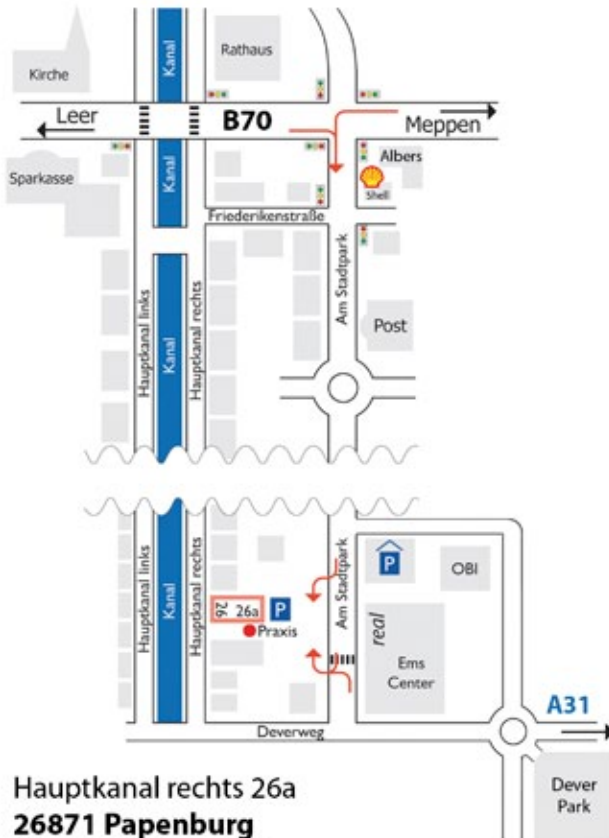 Kanal
Rathaus
Kirche
Leer
B70
Meppen
Sparkasse
Kanal
Albers
Shell
Friederikenstraße
Hauptkanal links
Kanal
Hauptkanal rechts
Am Stadtpark
Post
Hauptkanal links
Kanal
Hauptkanal rechts
Am Stadtpark
P
OBI
26
26a
P
Praxis
real
Ems
Center
A31
Deverweg
Dever
Park
Hauptkanal rechts 26a
26871 Papenburg